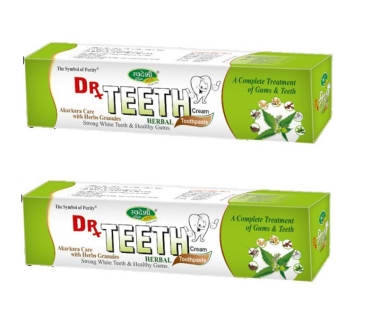 स्वदेशी
The Symbol of Purity
DR TEETH
Cream
HERBAL Toothpaste
Akarkara Care
with Herbs Granules
Strong White Teeth & Healthy Gums
A Complete Treatment
of Gums & Teeth
स्वदेशी
The Symbol of Purity
DR TEETH
Cream
HERBAL Toothpaste
Akarkara Care
with Herbs Granules
Strong White Teeth & Healthy Gums
A Complete Treatment
of Gums & Teeth